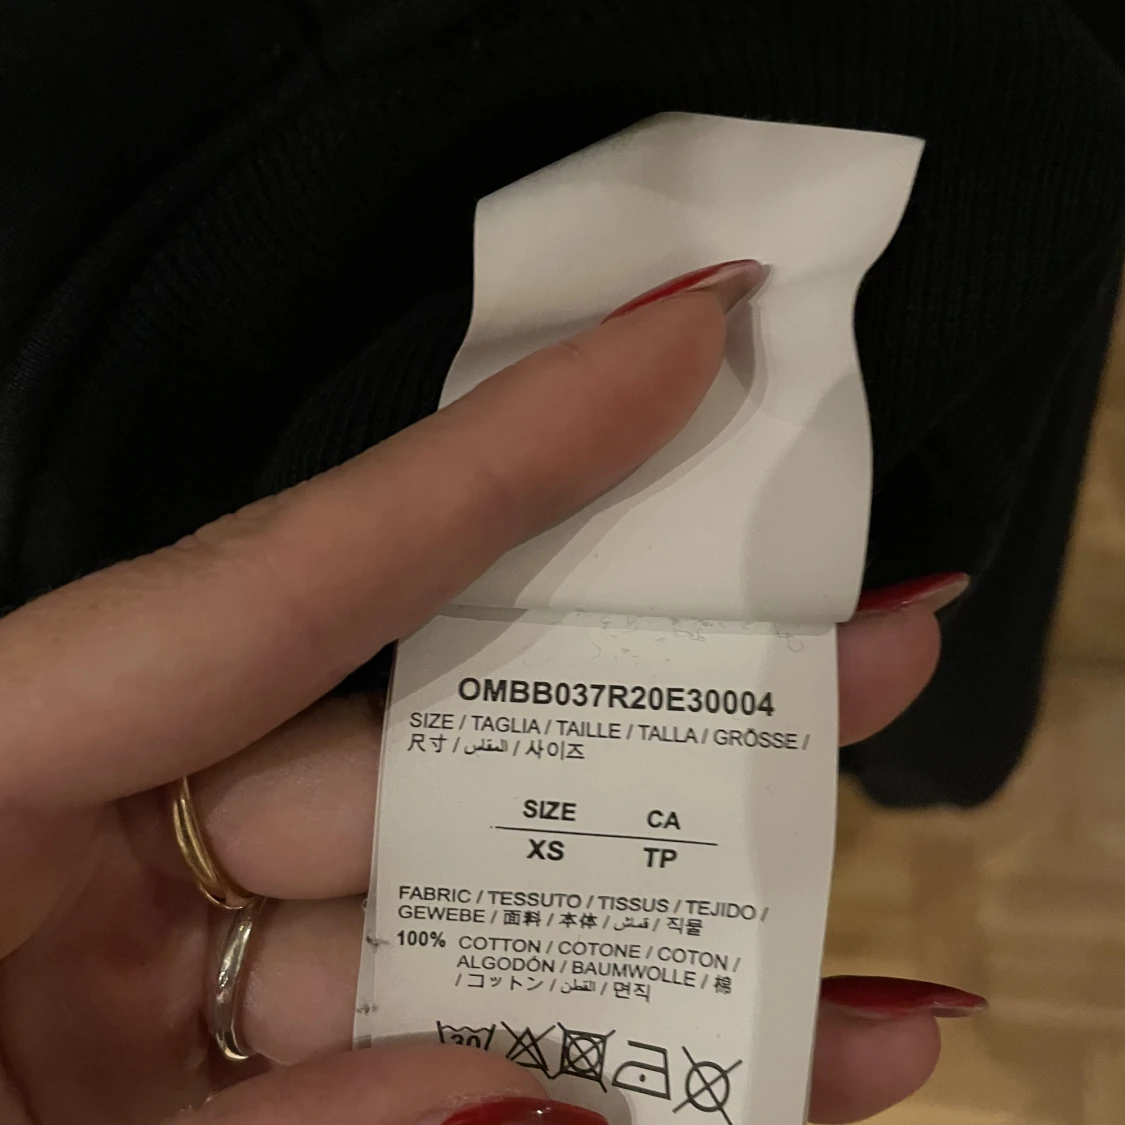 OMBB037R20E30004
SIZE / TAGLIA / TAILLE / TALLA / GRÖSSE /
尺寸 / المقاس / 사이즈
SIZE CA
XS TP
FABRIC / TESSUTO / TISSUS / TEJIDO /
GEWEBE / 面料 / 本体 / قماش / 직물
100% COTTON / COTONE / COTON /
ALGODÓN / BAUMWOLLE / 棉
/ コットン / القطن / 면직
30